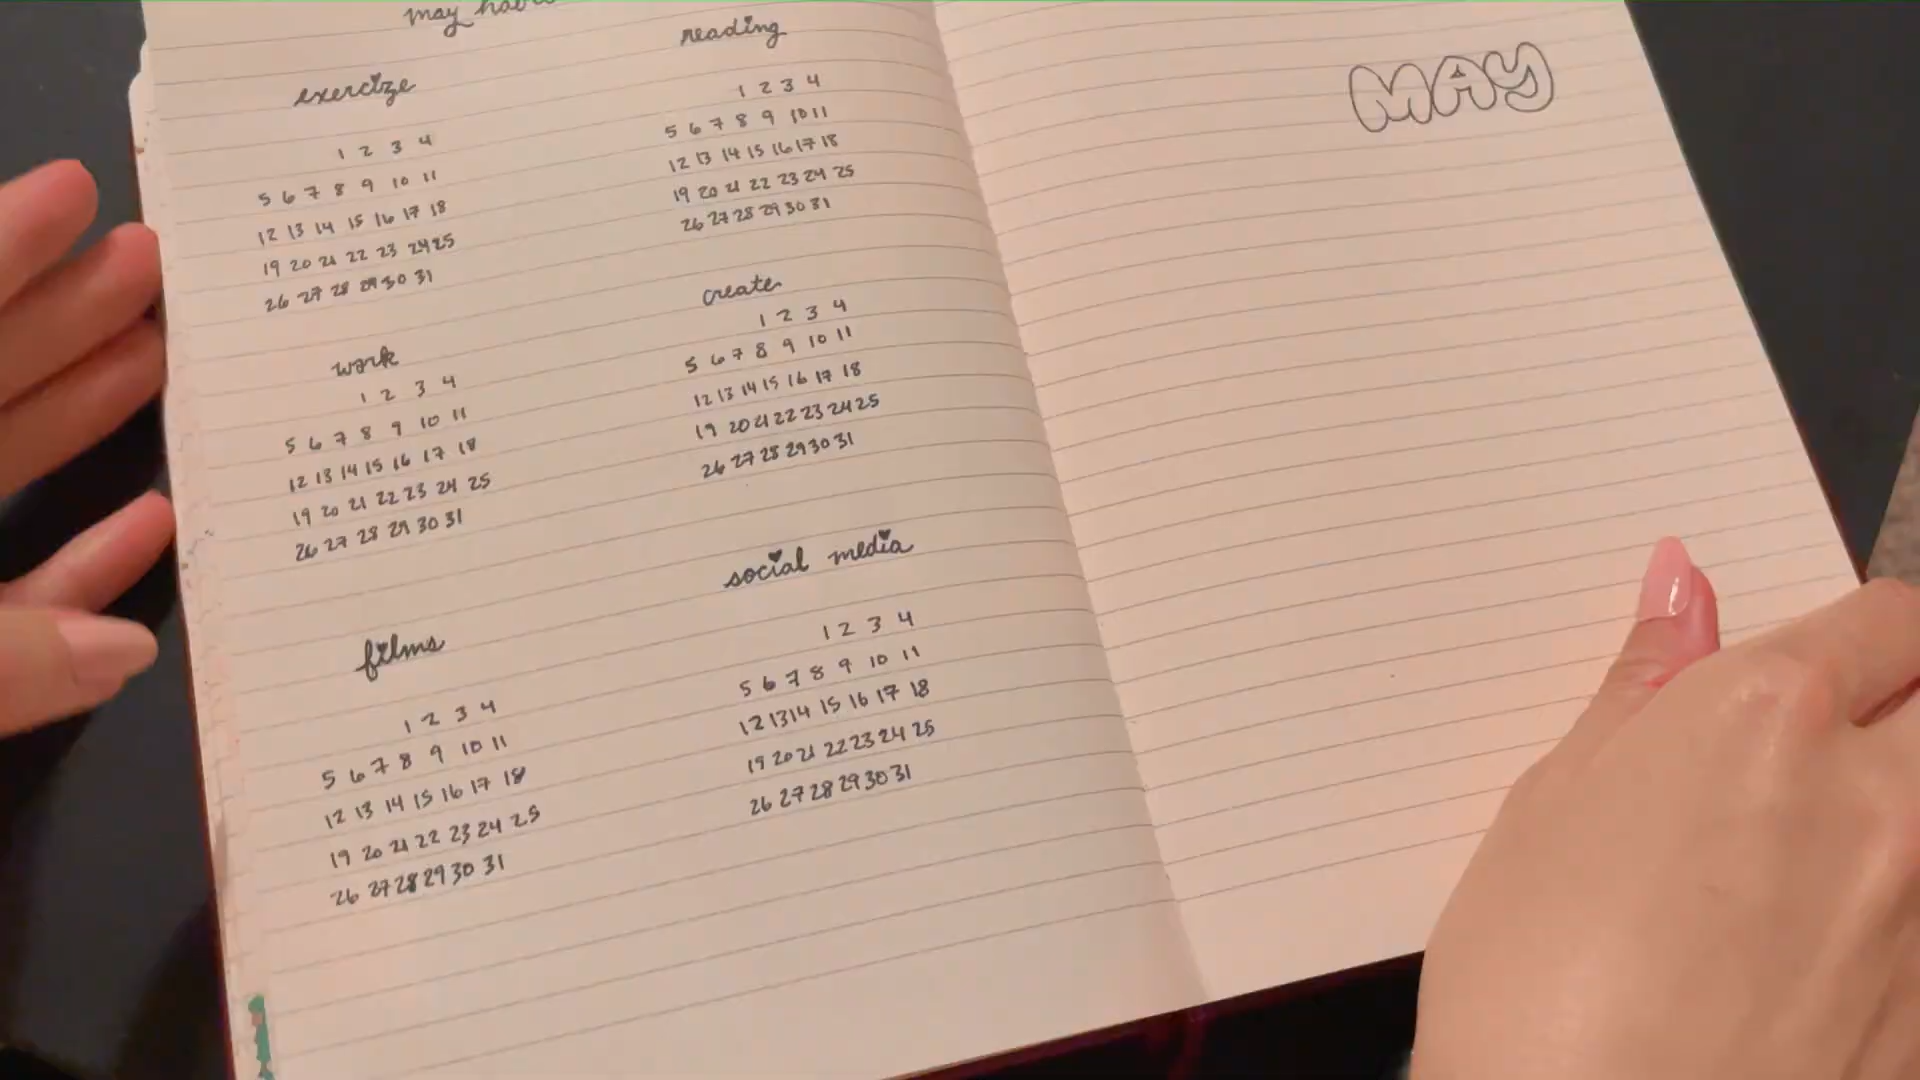 may
exercize
1 2 3 4
5 6 7 8 9 10 11
12 13 14 15 16 17 18
19 20 21 22 23 24 25
26 27 28 29 30 31
work
1 2 3 4
5 6 7 8 9 10 11
12 13 14 15 16 17 18
19 20 21 22 23 24 25
26 27 28 29 30 31
films
1 2 3 4
5 6 7 8 9 10 11
12 13 14 15 16 17 18
19 20 21 22 23 24 25
26 27 28 29 30 31
reading
1 2 3 4
5 6 7 8 9 10 11
12 13 14 15 16 17 18
19 20 21 22 23 24 25
26 27 28 29 30 31
create
1 2 3 4
5 6 7 8 9 10 11
12 13 14 15 16 17 18
19 20 21 22 23 24 25
26 27 28 29 30 31
social media
1 2 3 4
5 6 7 8 9 10 11
12 13 14 15 16 17 18
19 20 21 22 23 24 25
26 27 28 29 30 31
MAY